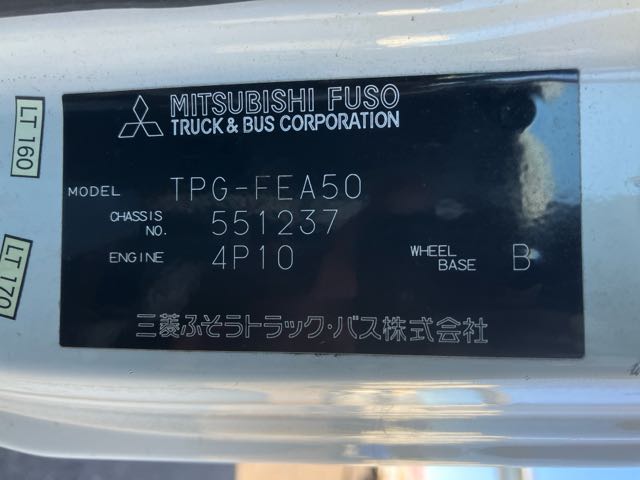 MITSUBISHI FUSO
TRUCK & BUS CORPORATION
MODEL TPG-FEA50
CHASSIS NO. 551237
ENGINE 4P10 WHEEL BASE B
三菱ふそうトラック・バス株式会社
LT 160
LT 170